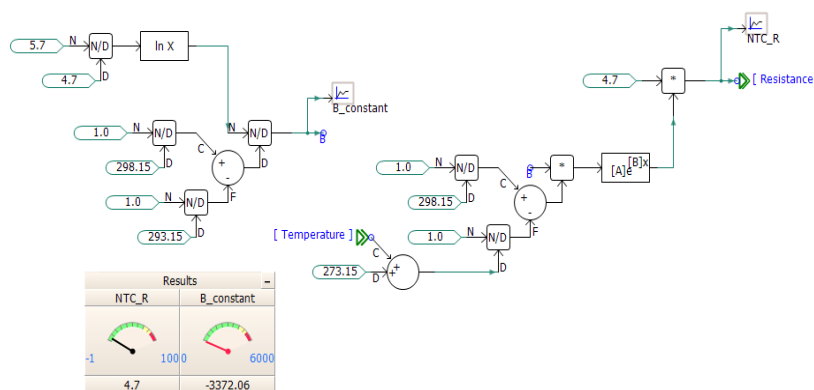 5.7
N
N/D
D
4.7
ln X
N
N/D
D
B_constant
B
1.0
N
N/D
D
298.15
C
+
-
F
1.0
N
N/D
D
293.15
NTC_R
4.7
*
[ Resistance
1.0
N
N/D
D
298.15
C
+
-
F
B
*
[A]e[B]x
[ Temperature ]
C
273.15
D
+
+
1.0
N
N/D
D
Results
NTC_R B_constant
-1 1000 0 6000
4.7 -3372.06